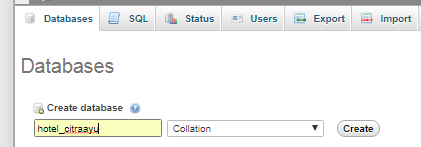 Databases SQL Status Users Export Import
Databases
Create database
hotel_citraayu Collation Create